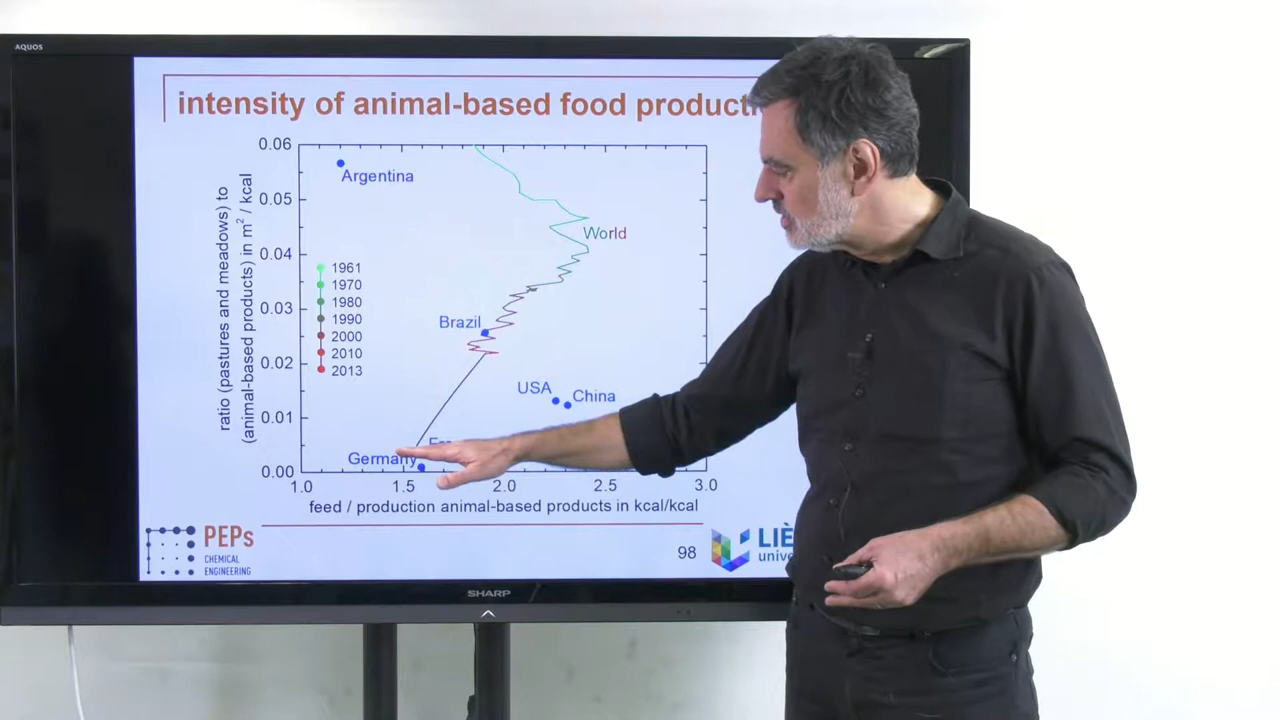 AQUOS
intensity of animal-based food
0.06
0.05
0.04
0.03
0.02
0.01
0.00
ratio (pastures and meadows) to
(animal-based products) in m² / kcal
Argentina
World
1961
1970
1980
1990
2000
2010
2013
Brazil
USA
China
Germany
1.0 1.5 2.0 2.5 3.0
feed / production animal-based products in kcal/kcal
PEPs
CHEMICAL
ENGINEERING
98
SHARP